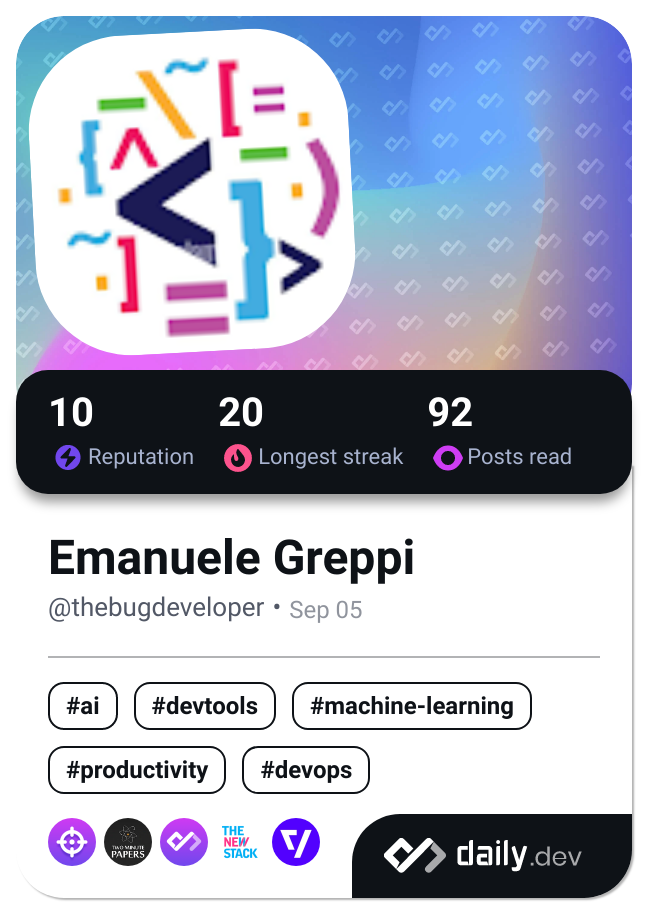 10 20 92
Reputation Longest streak Posts read
Emanuele Greppi
@thebugdeveloper • Sep 05
#ai #devtools #machine-learning
#productivity #devops
TWO MINUTE
PAPERS
THE
NEW
STACK
daily.dev